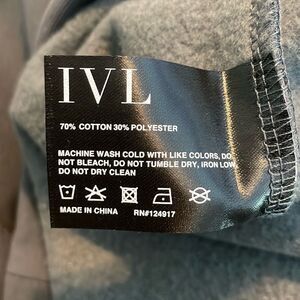 IVL
70% COTTON 30% POLYESTER
MACHINE WASH COLD WITH LIKE COLORS, DO
NOT BLEACH, DO NOT TUMBLE DRY, IRON LOW,
DO NOT DRY CLEAN
MADE IN CHINA RN#124917